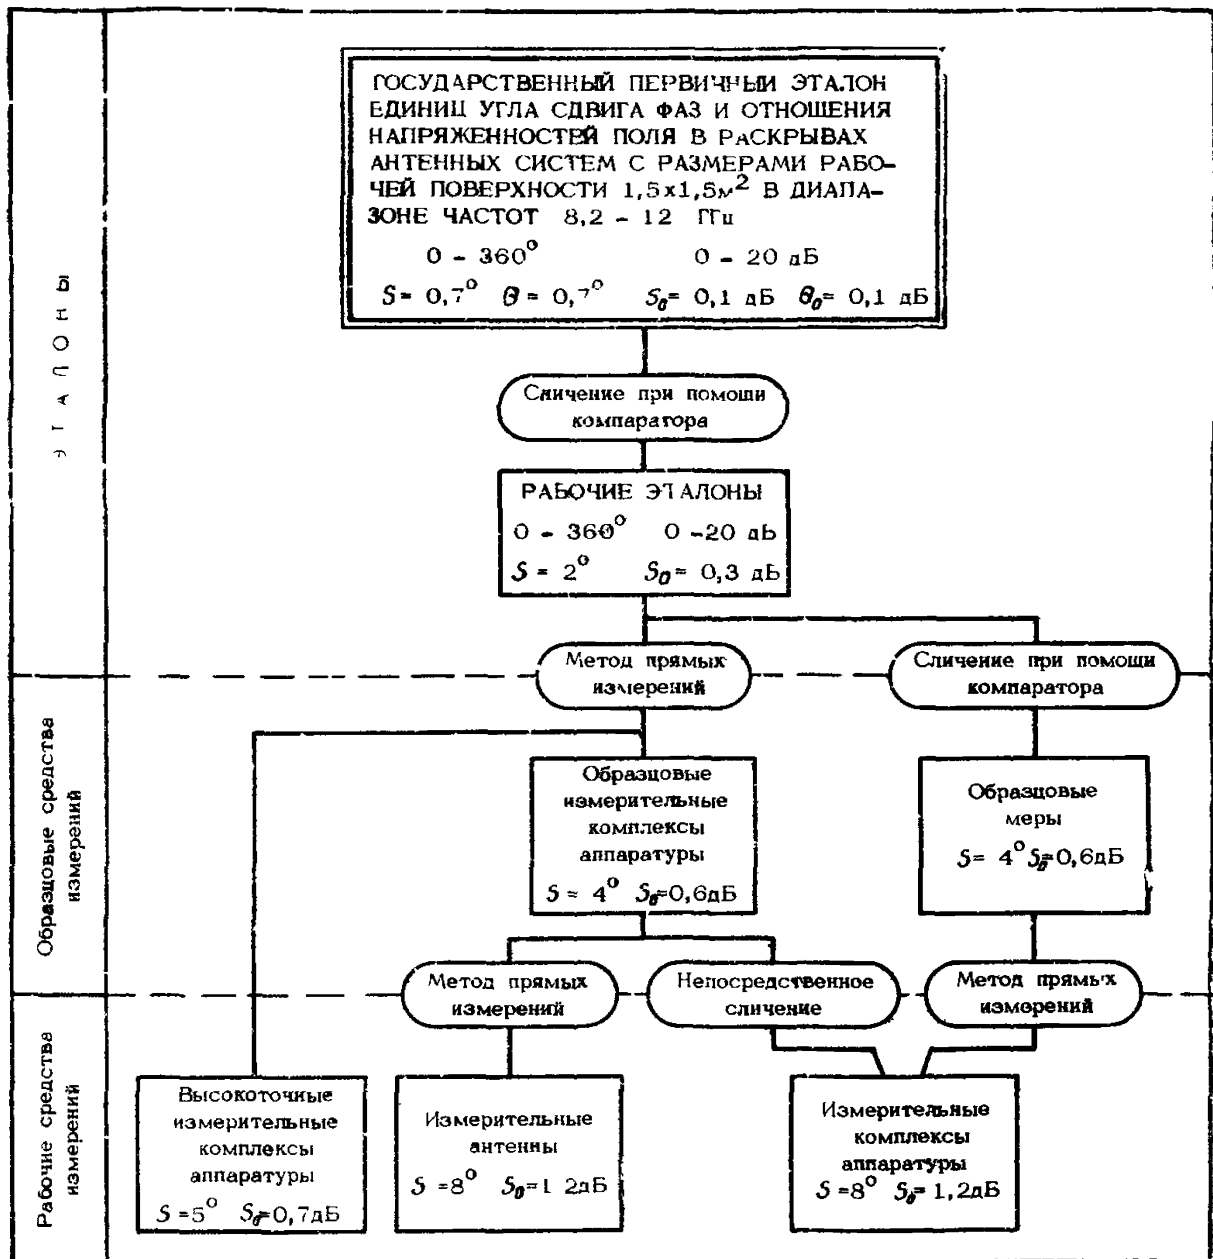 ГОСУДАРСТВЕННЫЙ ПЕРВИЧНЫЙ ЭТАЛОН
ЕДИНИЦ УГЛА СДВИГА ФАЗ И ОТНОШЕНИЯ
НАПРЯЖЕННОСТЕЙ ПОЛЯ В РАСКРЫВАХ
АНТЕННЫХ СИСТЕМ С РАЗМЕРАМИ РАБО-
ЧЕЙ ПОВЕРХНОСТИ 1,5х1,5м² В ДИАПА-
ЗОНЕ ЧАСТОТ 8,2 - 12 ГГц
0 - 360° 0 - 20 дБ
S = 0,7° θ = 0,7° S₀ = 0,1 дБ θ₀ = 0,1 дБ
ЭТАЛОНЫ
Сличение при помощи
компаратора
РАБОЧИЕ ЭТАЛОНЫ
0 - 360° 0 -20 дБ
S = 2° S₀ = 0,3 дБ
Метод прямых
измерений
Сличение при помощи
компаратора
Образцовые средства
измерений
Образцовые
измерительные
комплексы
аппаратуры
S = 4° S₀=0,6дБ
Образцовые
меры
S = 4° S₀=0,6дБ
Метод прямых
измерений
Непосредственное
сличение
Метод прямых
измерений
Рабочие средства
измерений
Высокоточные
измерительные
комплексы
аппаратуры
S =5° S₀=0,7дБ
Измерительные
антенны
S =8° S₀=1 2дБ
Измерительные
комплексы
аппаратуры
S =8° S₀= 1,2дБ